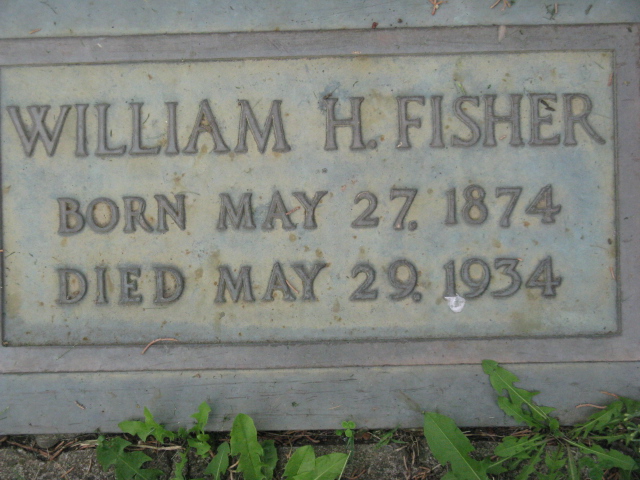 WILLIAM H. FISHER
BORN MAY 27. 1874
DIED MAY 29. 1934